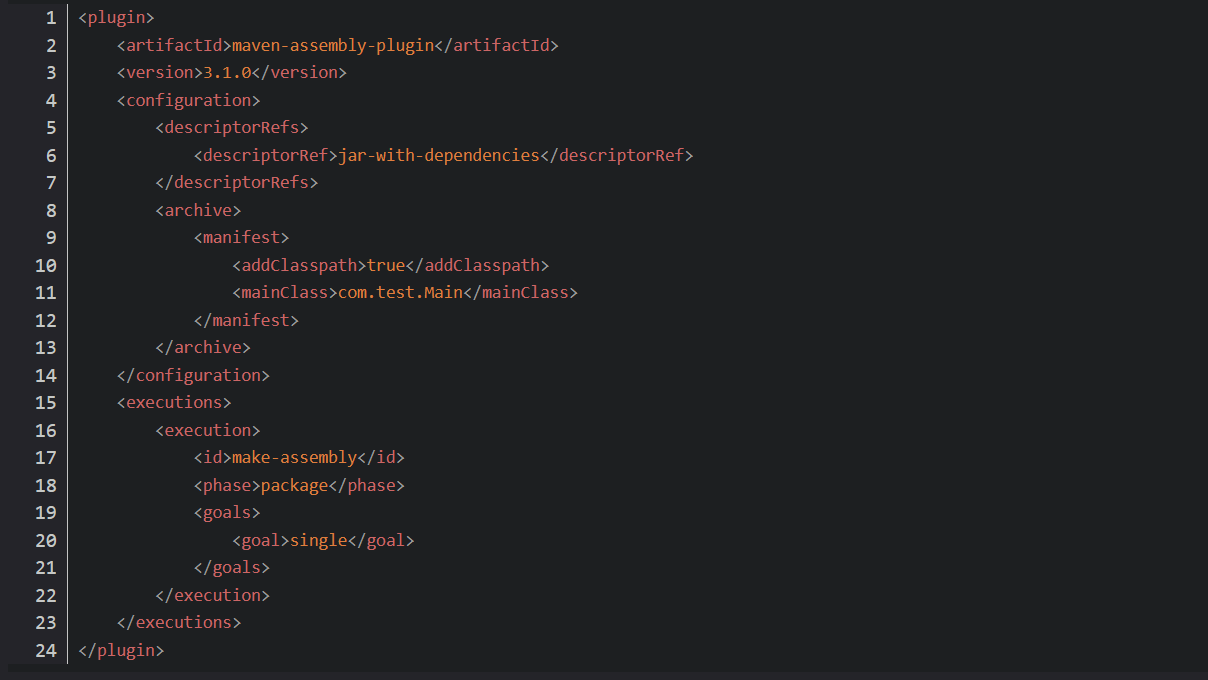 1 <plugin>
2     <artifactId>maven-assembly-plugin</artifactId>
3     <version>3.1.0</version>
4     <configuration>
5         <descriptorRefs>
6             <descriptorRef>jar-with-dependencies</descriptorRef>
7         </descriptorRefs>
8         <archive>
9             <manifest>
10                 <addClasspath>true</addClasspath>
11                 <mainClass>com.test.Main</mainClass>
12             </manifest>
13         </archive>
14     </configuration>
15     <executions>
16         <execution>
17             <id>make-assembly</id>
18             <phase>package</phase>
19             <goals>
20                 <goal>single</goal>
21             </goals>
22         </execution>
23     </executions>
24 </plugin>